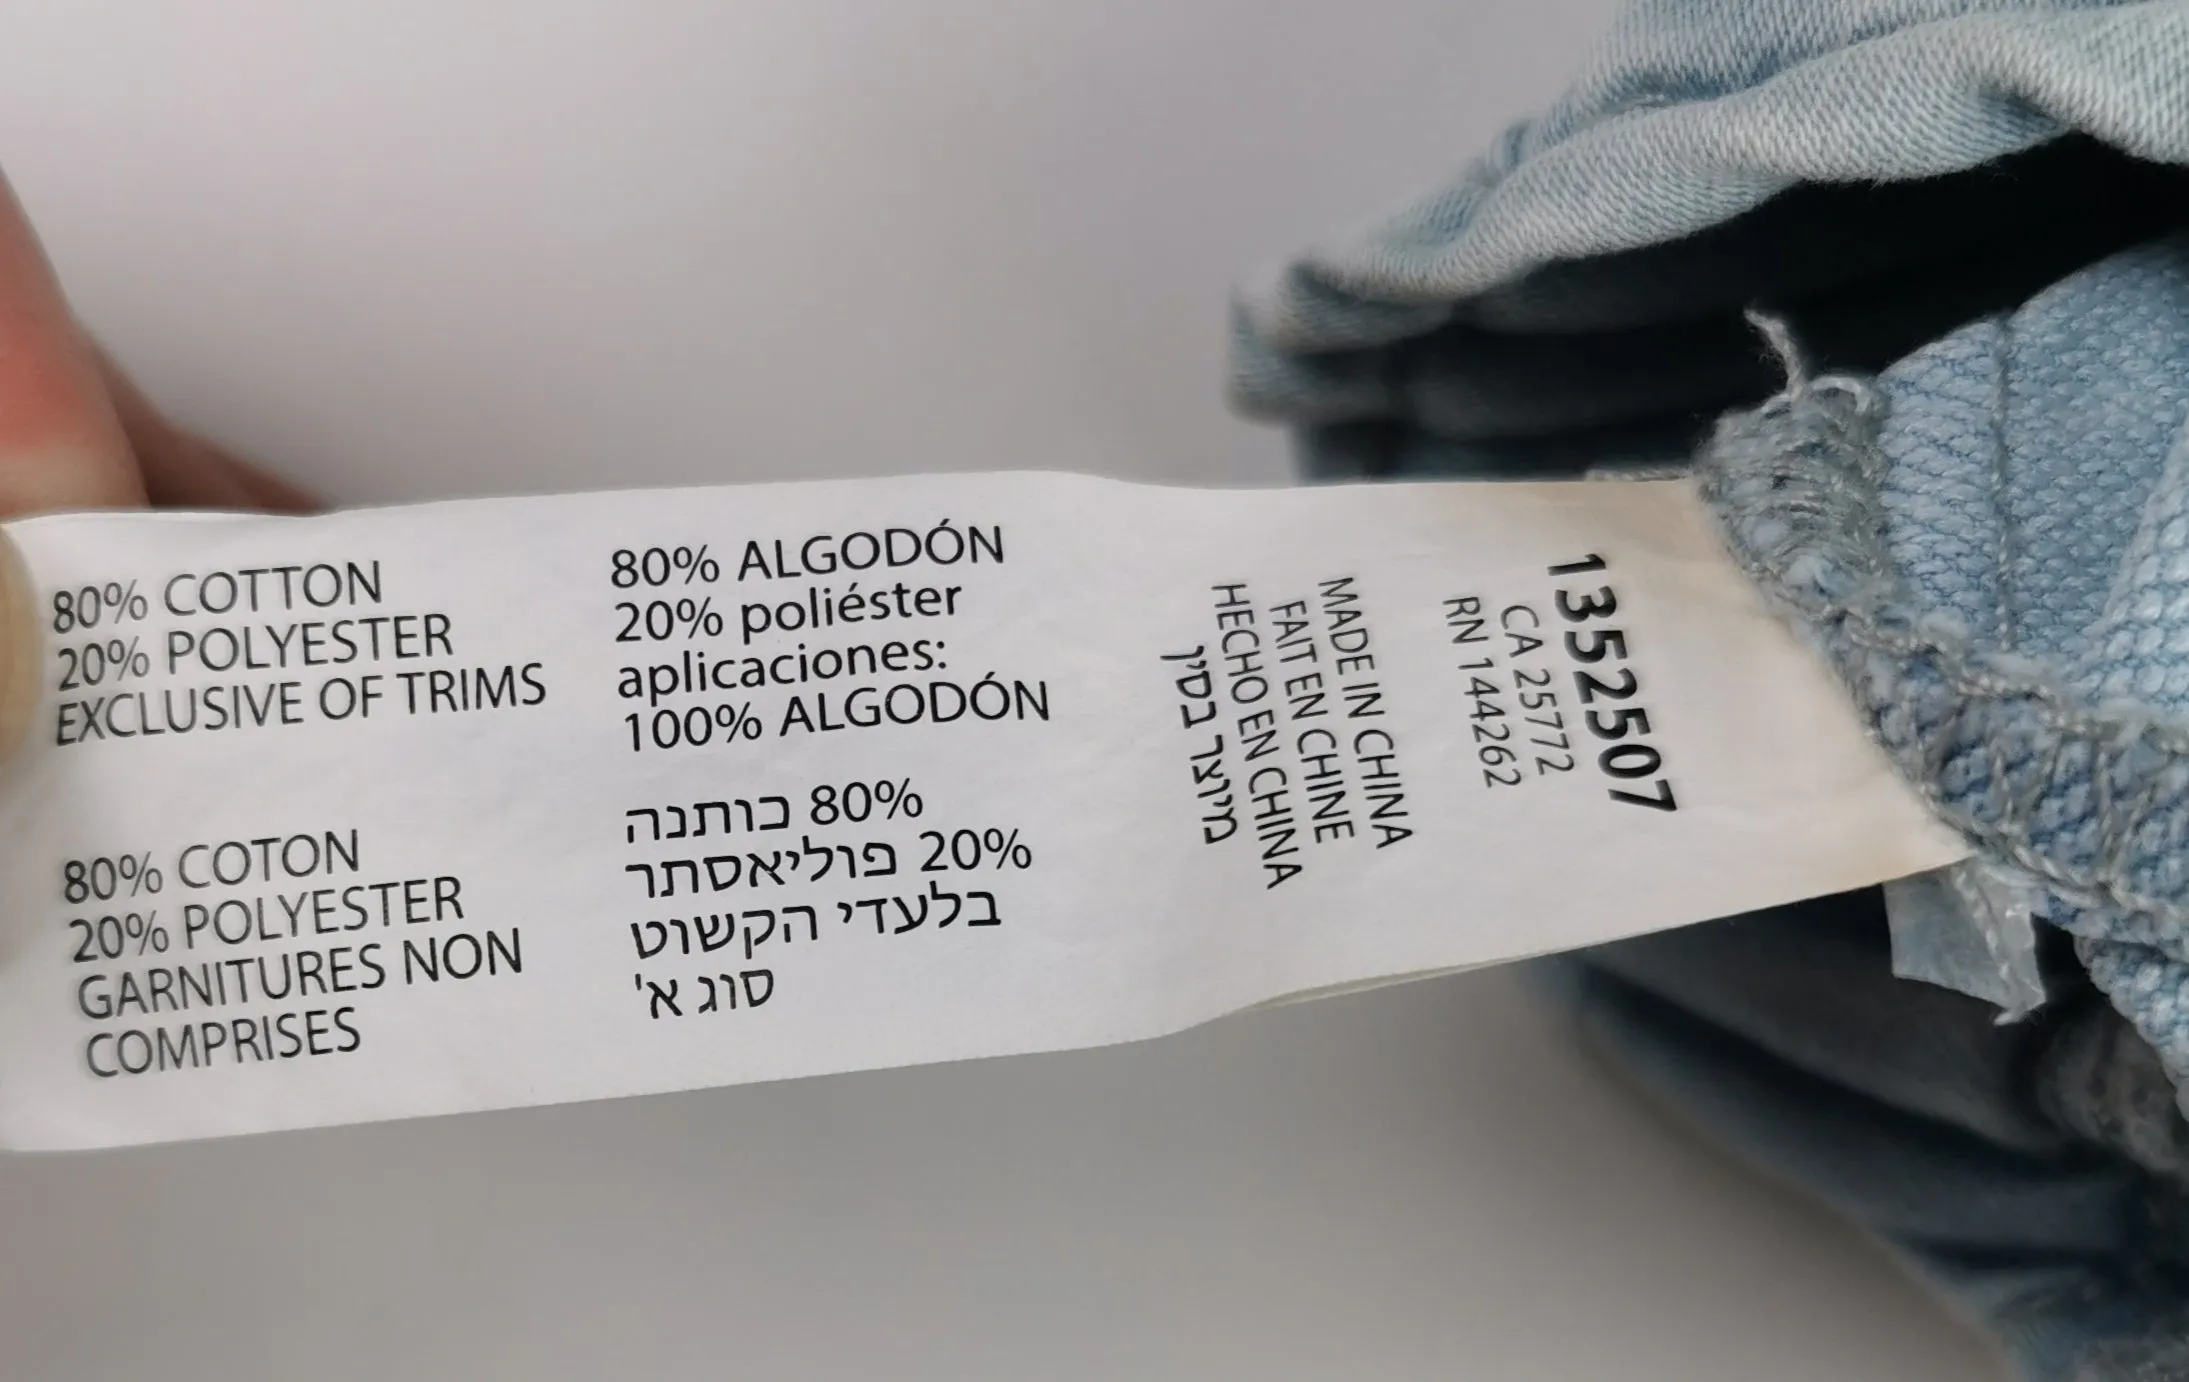 80% COTTON
20% POLYESTER
EXCLUSIVE OF TRIMS
80% COTON
20% POLYESTER
GARNITURES NON
COMPRISES
80% ALGODÓN
20% poliéster
aplicaciones:
100% ALGODÓN
80% כותנה
20% פוליאסתר
בלעדי הקשוט
סוג א'
1352507
CA 25772
RN 144262
MADE IN CHINA
FAIT EN CHINE
HECHO EN CHINA
מיוצר בסין